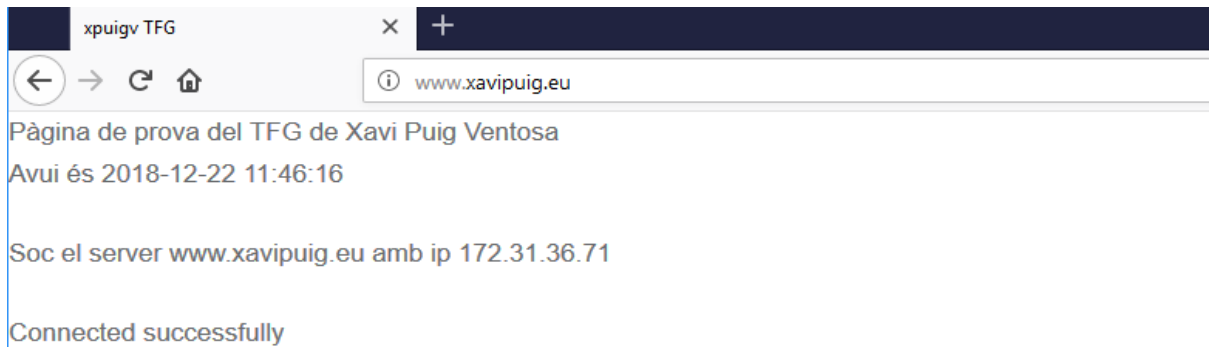 xpuigv TFG
www.xavipuig.eu
Pàgina de prova del TFG de Xavi Puig Ventosa
Avui és 2018-12-22 11:46:16
Soc el server www.xavipuig.eu amb ip 172.31.36.71
Connected successfully